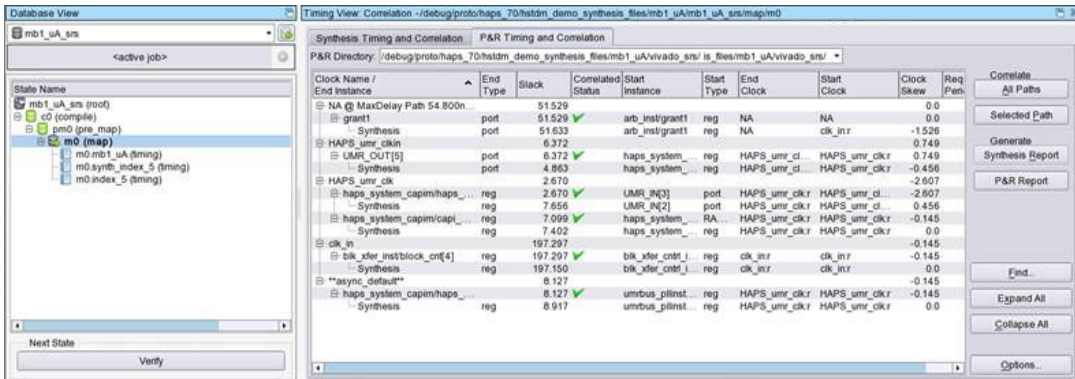 Database View
mb1_uA_srs
<active job>
State Name
mb1_uA_srs (root)
c0 (compile)
pm0 (pre_map)
m0 (map)
m0.mb1_uA (timing)
m0.synth_index_5 (timing)
m0.index_5 (timing)
Next State
Verify
Timing View: Correlation -/debug/proto/haps_70/hstdm_demo_synthesis_files/mb1_uA/mb1_uA_srs/map/m0
Synthesis Timing and Correlation P&R Timing and Correlation
P&R Directory: /debug/proto/haps_70/hstdm_demo_synthesis_files/mb1_uA/vivado_srs/ is_files/mb1_uA/vivado_srs/
Clock Name / End Instance End Type Slack Correlated Status Start Instance Start Type End Clock Start Clock Clock Skew Req Peri
NA @ MaxDelay Path 54.800n... 51.529 0.0
grant1 port 51.529 arb_inst/grant1 reg NA NA 0.0
Synthesis port 51.633 arb_inst/grant1 reg NA clk_in:r -1.526
HAPS_umr_clkin 6.372 0.749
UMR_OUT[5] port 6.372 haps_system_... reg HAPS_umr_cl... HAPS_umr_clk:r 0.749
Synthesis port 4.863 haps_system_... reg HAPS_umr_cl... HAPS_umr_clk:r -0.456
HAPS_umr_clk 2.670 -2.607
haps_system_capim/haps_... reg 2.670 UMR_IN[3] port HAPS_umr_clk:r HAPS_umr_cl... -2.607
Synthesis reg 7.656 UMR_IN[2] port HAPS_umr_clk:r HAPS_umr_cl... 0.456
haps_system_capim/capi_... reg 7.099 haps_system_... RA... HAPS_umr_clk:r HAPS_umr_clk:r -0.145
Synthesis reg 7.402 haps_system_... reg HAPS_umr_clk:r HAPS_umr_clk:r 0.0
clk_in 197.297 -0.145
blk_xfer_inst/block_cnt[4] reg 197.297 blk_xfer_cntrl_i... reg clk_in:r clk_in:r -0.145
Synthesis reg 197.150 blk_xfer_cntrl_i... reg clk_in:r clk_in:r 0.0
**async_default** 8.127 -0.145
haps_system_capim/haps_... 8.127 umrbus_pllinst... reg HAPS_umr_clk:r HAPS_umr_clk:r -0.145
Synthesis reg 8.917 umrbus_pllinst... reg HAPS_umr_clk:r HAPS_umr_clk:r 0.0
Correlate
All Paths
Selected Path
Generate
Synthesis Report
P&R Report
Find...
Expand All
Collapse All
Options...